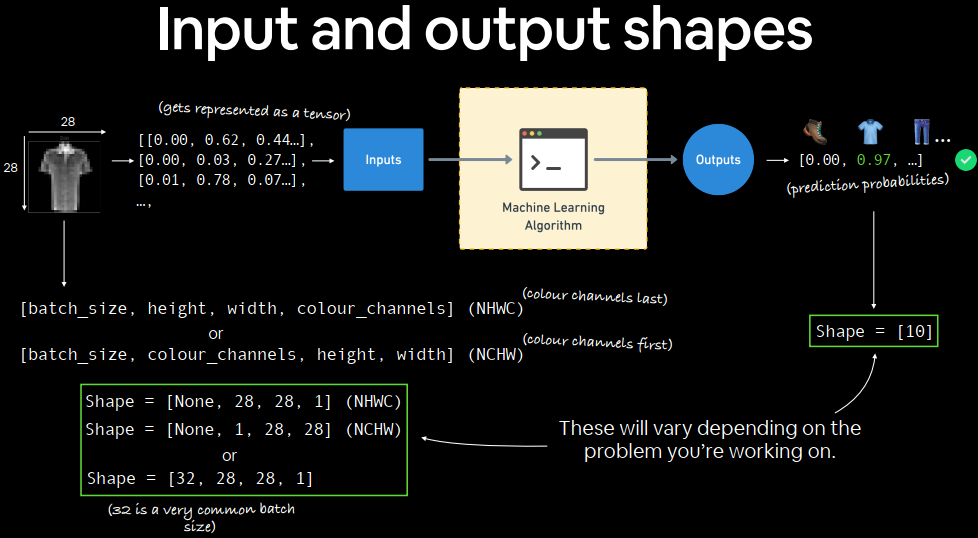 Input and output shapes
28
28
(gets represented as a tensor)
[[0.00, 0.62, 0.44…],
[0.00, 0.03, 0.27…],
[0.01, 0.78, 0.07…],
…,
Inputs
Machine Learning
Algorithm
Outputs
...
[0.00, 0.97, …]
(prediction probabilities)
[batch_size, height, width, colour_channels] (NHWC)
(colour channels last)
or
[batch_size, colour_channels, height, width] (NCHW)
(colour channels first)
Shape = [10]
Shape = [None, 28, 28, 1] (NHWC)
Shape = [None, 1, 28, 28] (NCHW)
or
Shape = [32, 28, 28, 1]
(32 is a very common batch
size)
These will vary depending on the
problem you’re working on.